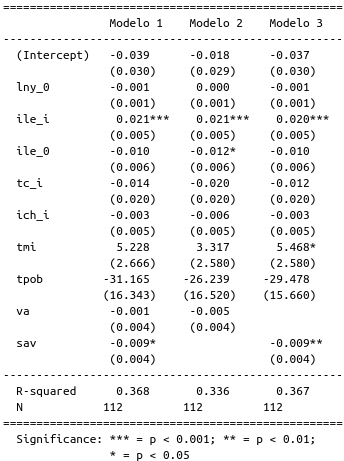 Modelo 1 Modelo 2 Modelo 3
(Intercept) -0.039 -0.018 -0.037
(0.030) (0.029) (0.030)
lny_0 -0.001 0.000 -0.001
(0.001) (0.001) (0.001)
ile_i 0.021*** 0.021*** 0.020***
(0.005) (0.005) (0.005)
ile_0 -0.010 -0.012* -0.010
(0.006) (0.006) (0.006)
tc_i -0.014 -0.020 -0.012
(0.020) (0.020) (0.020)
ich_i -0.003 -0.006 -0.003
(0.005) (0.005) (0.005)
tmi 5.228 3.317 5.468*
(2.666) (2.580) (2.580)
tpob -31.165 -26.239 -29.478
(16.343) (16.520) (15.660)
va -0.001 -0.005
(0.004) (0.004)
sav -0.009* -0.009**
(0.004) (0.004)
R-squared 0.368 0.336 0.367
N 112 112 112
Significance: *** = p < 0.001; ** = p < 0.01;
* = p < 0.05